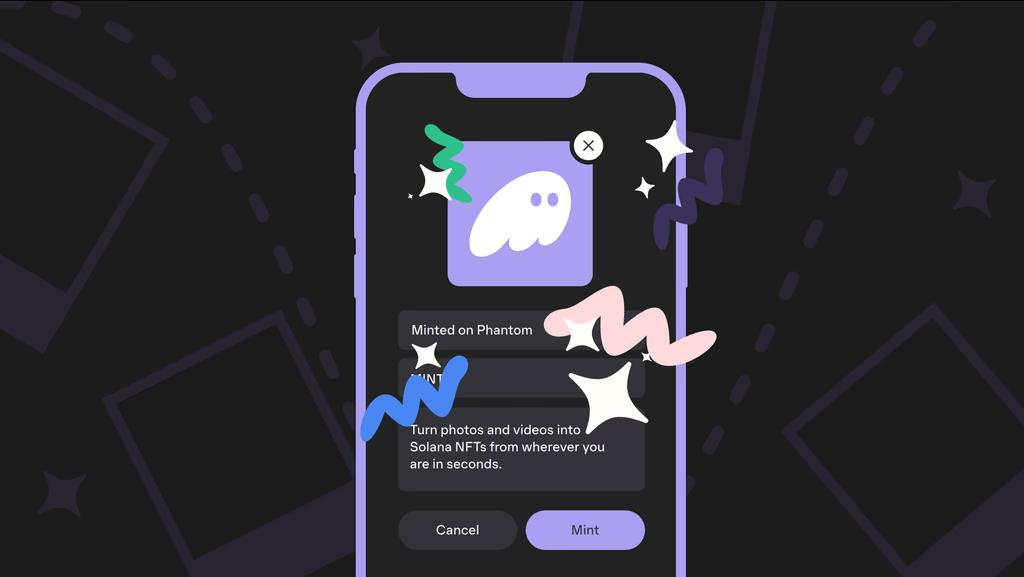 Minted on Phantom
MINT
Turn photos and videos into
Solana NFTs from wherever you
are in seconds.
Cancel
Mint